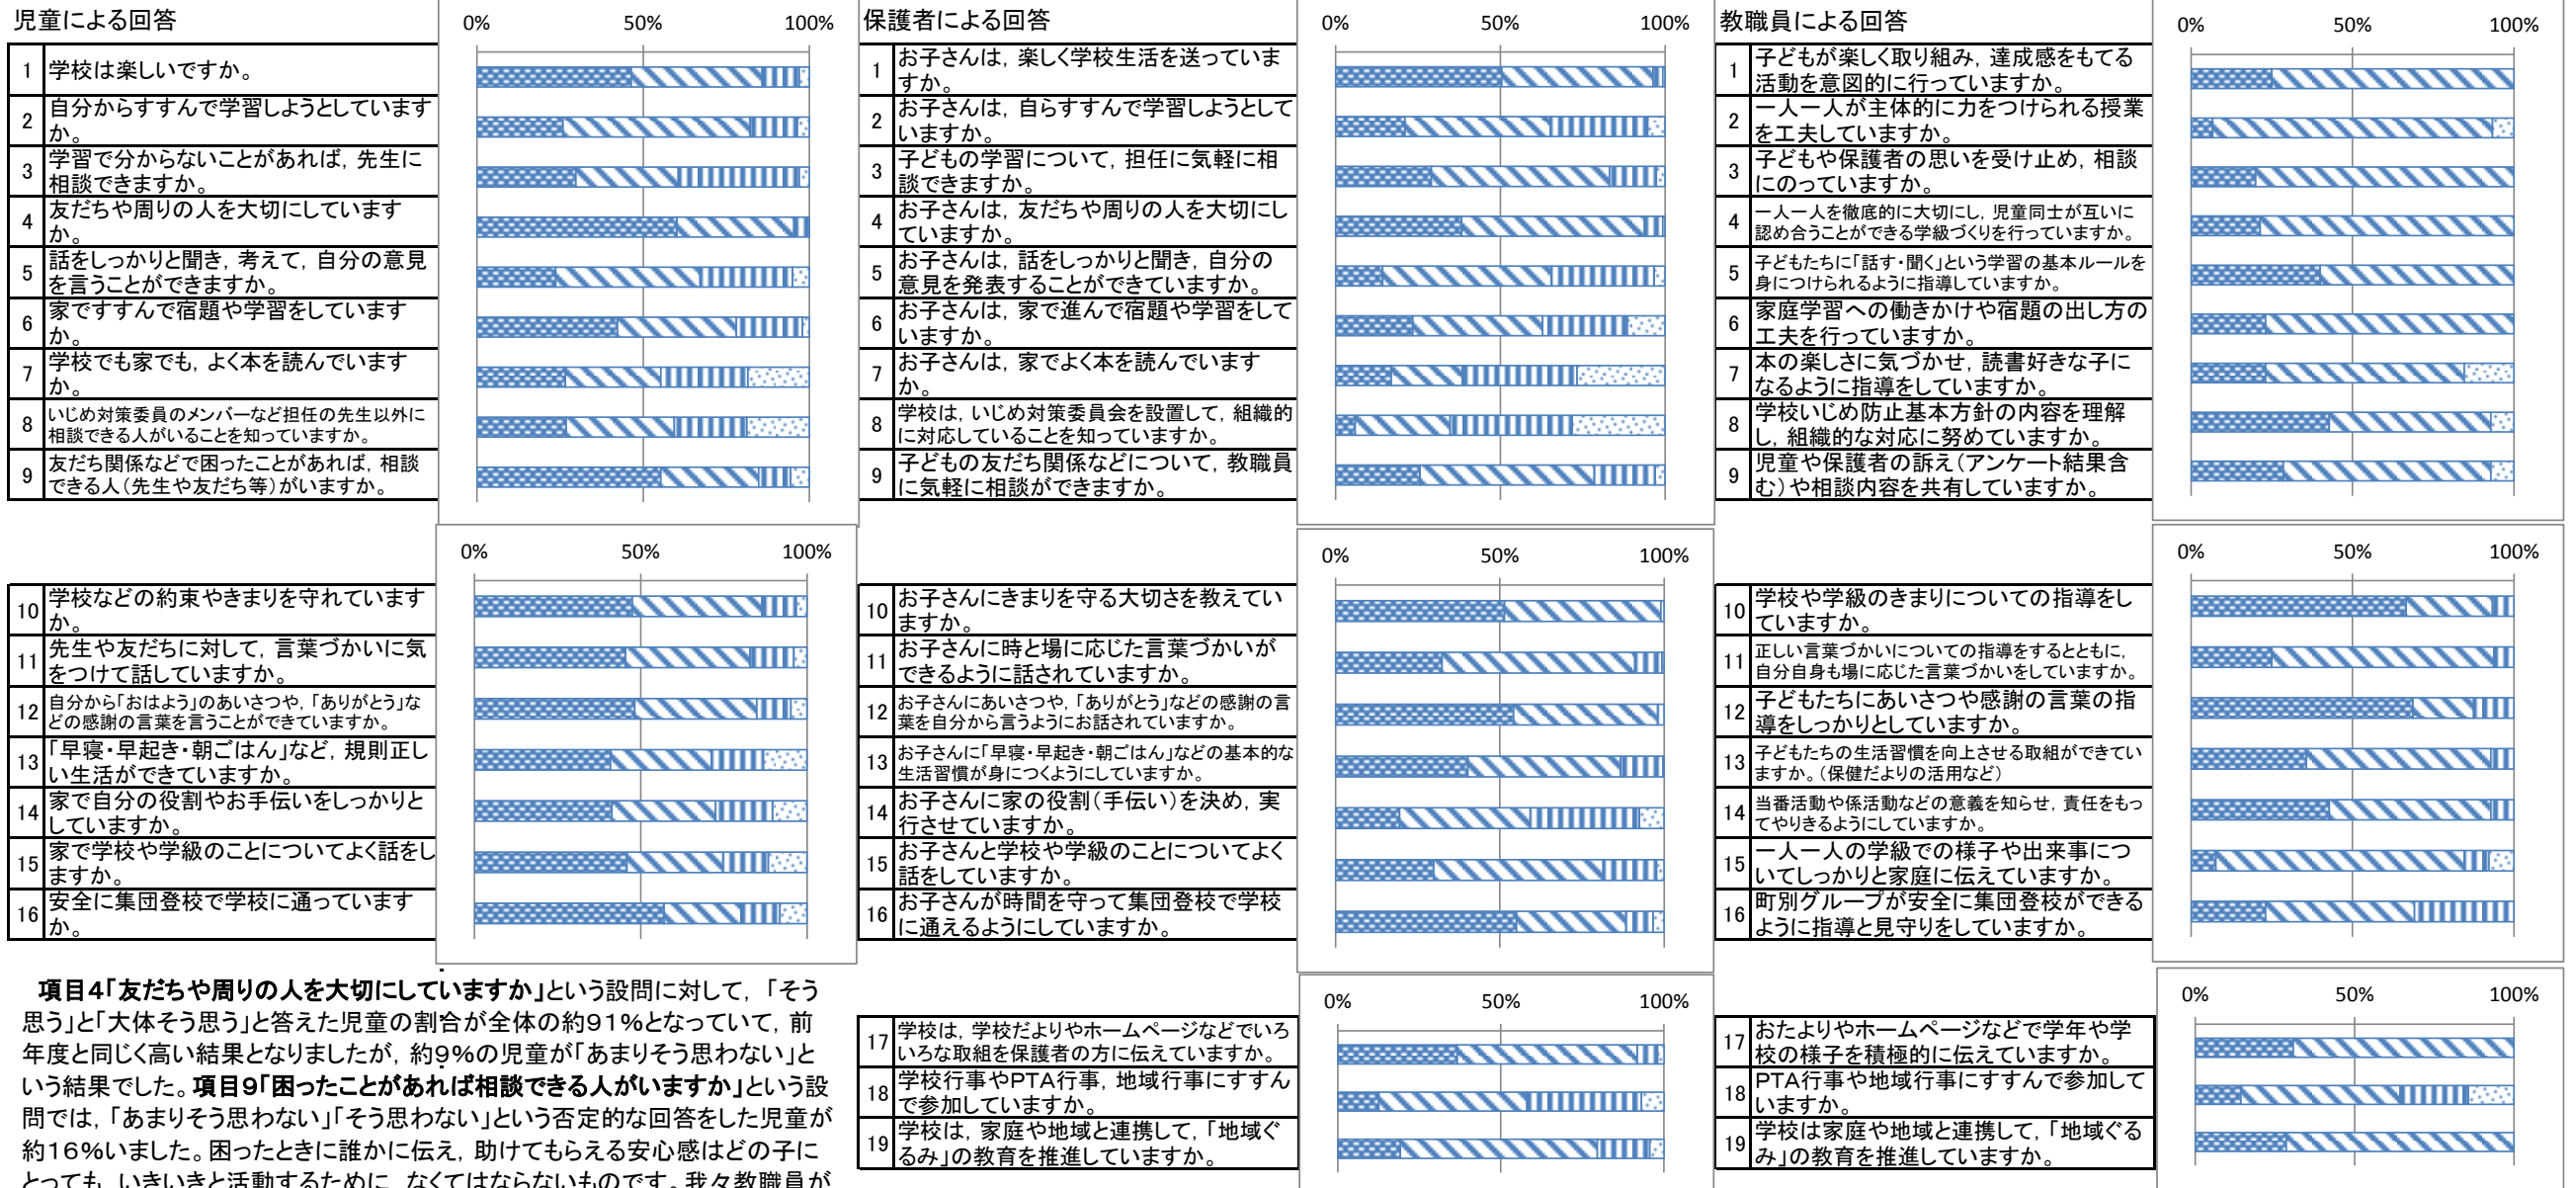 児童による回答
0% 50% 100%
1 学校は楽しいですか。
2 自分からすすんで学習しようとしています
か。
3 学習で分からないことがあれば，先生に
相談できますか。
4 友だちや周りの人を大切にしています
か。
5 話をしっかりと聞き，考えて，自分の意見
を言うことができますか。
6 家ですすんで宿題や学習をしています
か。
7 学校でも家でも，よく本を読んでいます
か。
8 いじめ対策委員のメンバーなど担任の先生以外に
相談できる人がいることを知っていますか。
9 友だち関係などで困ったことがあれば，相談
できる人（先生や友だち等）がいますか。
0% 50% 100%
10 学校などの約束やきまりを守れています
か。
11 先生や友だちに対して，言葉づかいに気
をつけて話していますか。
12 自分から「おはよう」のあいさつや，「ありがとう」な
どの感謝の言葉を言うことができていますか。
13 「早寝・早起き・朝ごはん」など，規則正し
い生活ができていますか。
14 家で自分の役割やお手伝いをしっかりと
していますか。
15 家で学校や学級のことについてよく話をし
ますか。
16 安全に集団登校で学校に通っています
か。
項目4「友だちや周りの人を大切にしていますか」という設問に対して，「そう
思う」と「大体そう思う」と答えた児童の割合が全体の約91％となっていて，前
年度と同じく高い結果となりましたが，約9％の児童が「あまりそう思わない」と
いう結果でした。項目9「困ったことがあれば相談できる人がいますか」という設
問では，「あまりそう思わない」「そう思わない」という否定的な回答をした児童が
約16％いました。困ったときに誰かに伝え，助けてもらえる安心感はどの子に
とっても，いきいきと活動するために，なくてはならないものです。我々教職員が
保護者による回答
0% 50% 100%
1 お子さんは，楽しく学校生活を送っていま
すか。
2 お子さんは，自らすすんで学習しようとして
いますか。
3 子どもの学習について，担任に気軽に相
談できますか。
4 お子さんは，友だちや周りの人を大切にし
ていますか。
5 お子さんは，話をしっかりと聞き，自分の
意見を発表することができていますか。
6 お子さんは，家で進んで宿題や学習をして
いますか。
7 お子さんは，家でよく本を読んでいます
か。
8 学校は，いじめ対策委員会を設置して，組織的
に対応していることを知っていますか。
9 子どもの友だち関係などについて，教職員
に気軽に相談ができますか。
0% 50% 100%
10 お子さんにきまりを守る大切さを教えてい
ますか。
11 お子さんに時と場に応じた言葉づかいが
できるように話されていますか。
12 お子さんにあいさつや，「ありがとう」などの感謝の言
葉を自分から言うようにお話されていますか。
13 お子さんに「早寝・早起き・朝ごはん」などの基本的な
生活習慣が身につくようにしていますか。
14 お子さんに家の役割（手伝い）を決め，実
行させていますか。
15 お子さんと学校や学級のことについてよく
話をしていますか。
16 お子さんが時間を守って集団登校で学校
に通えるようにしていますか。
0% 50% 100%
17 学校は，学校だよりやホームページなどでいろ
いろな取組を保護者の方に伝えていますか。
18 学校行事やＰＴＡ行事，地域行事にすすん
で参加していますか。
19 学校は，家庭や地域と連携して，「地域ぐ
るみ」の教育を推進していますか。
教職員による回答
0% 50% 100%
1 子どもが楽しく取り組み，達成感をもてる
活動を意図的に行っていますか。
2 一人一人が主体的に力をつけられる授業
を工夫していますか。
3 子どもや保護者の思いを受け止め，相談
にのっていますか。
4 一人一人を徹底的に大切にし，児童同士が互いに
認め合うことができる学級づくりを行っていますか。
5 子どもたちに「話す・聞く」という学習の基本ルールを
身につけられるように指導していますか。
6 家庭学習への働きかけや宿題の出し方の
工夫を行っていますか。
7 本の楽しさに気づかせ，読書好きな子に
なるように指導をしていますか。
8 学校いじめ防止基本方針の内容を理解
し，組織的な対応に努めていますか。
9 児童や保護者の訴え（アンケート結果含
む）や相談内容を共有していますか。
0% 50% 100%
10 学校や学級のきまりについての指導をし
ていますか。
11 正しい言葉づかいについての指導をするとともに，
自分自身も場に応じた言葉づかいをしていますか。
12 子どもたちにあいさつや感謝の言葉の指
導をしっかりとしていますか。
13 子どもたちの生活習慣を向上させる取組ができてい
ますか。（保健だよりの活用など）
14 当番活動や係活動などの意義を知らせ，責任をもっ
てやりきるようにしていますか。
15 一人一人の学級での様子や出来事につ
いてしっかりと家庭に伝えていますか。
16 町別グループが安全に集団登校ができる
ように指導と見守りをしていますか。
0% 50% 100%
17 おたよりやホームページなどで学年や学
校の様子を積極的に伝えていますか。
18 ＰＴＡ行事や地域行事にすすんで参加して
いますか。
19 学校は家庭や地域と連携して，「地域ぐる
み」の教育を推進していますか。